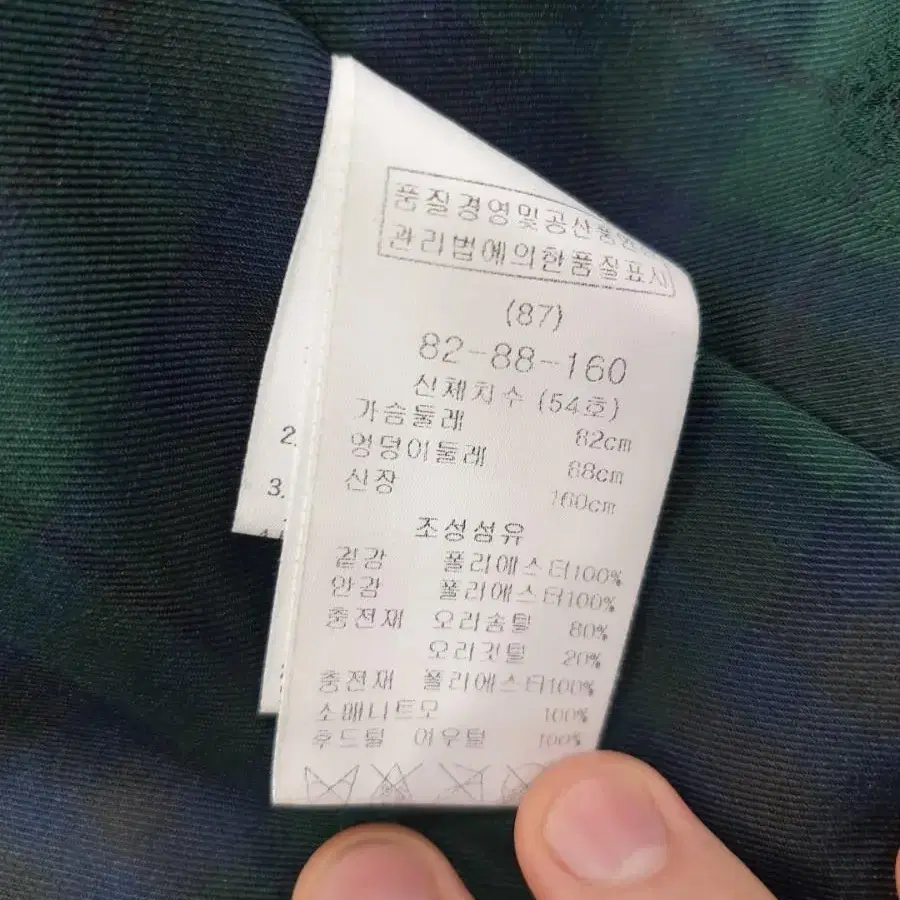 품질경영및공산품안전
관리법에의한품질표시
(87)
82-88-160
신체치수 (54호)
가슴둘레 82cm
엉덩이둘레 88cm
신장 160cm
조성섬유
겉감 폴리에스터100%
안감 폴리에스터100%
충전재 오리솜털 80%
오리깃털 20%
충전재 폴리에스터100%
소매니트모 100%
후드털 여우털 100%
2.
3.